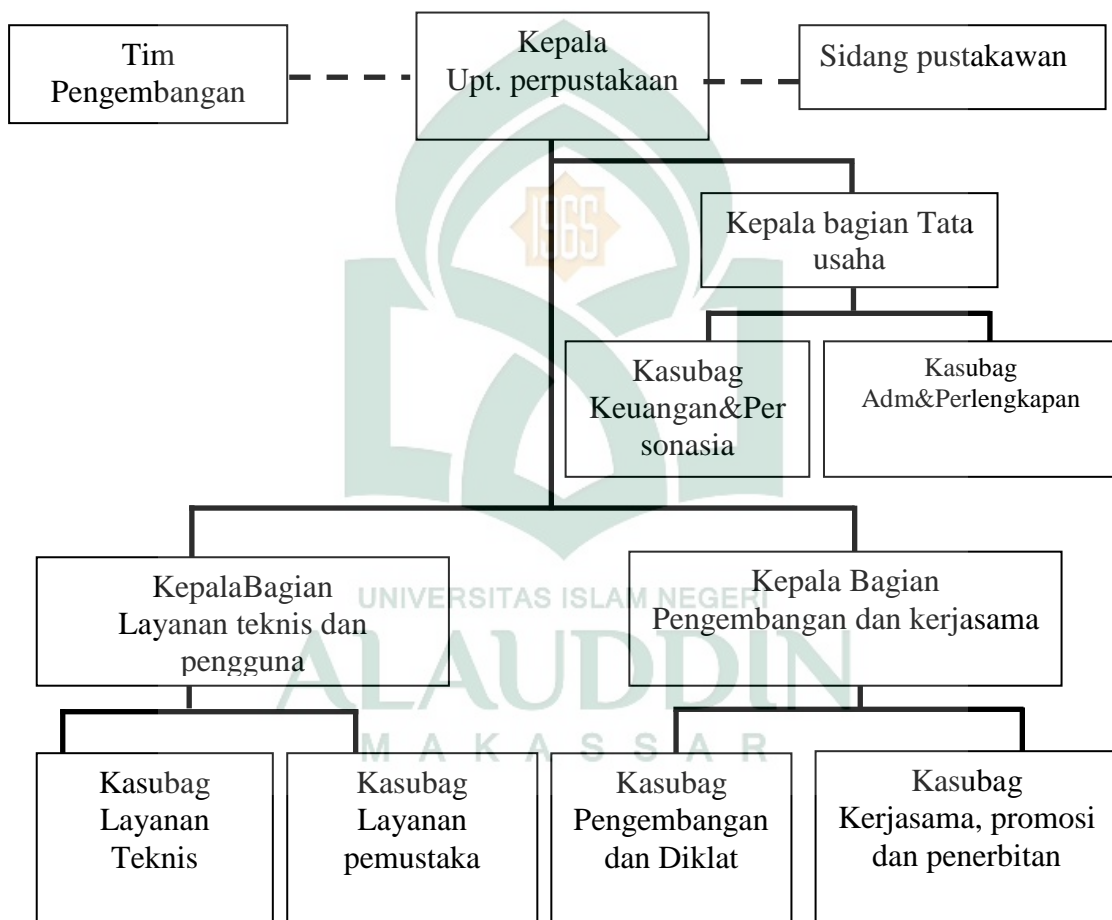 Tim
Pengembangan
Kepala
Upt. perpustakaan
Sidang pustakawan
1965
Kepala bagian Tata
usaha
Kasubag
Keuangan&Per
sonasia
Kasubag
Adm&Perlengkapan
KepalaBagian
Layanan teknis dan
pengguna
Kepala Bagian
Pengembangan dan kerjasama
UNIVERSITAS ISLAM NEGERI
ALAUDDIN
MAKASSAR
Kasubag
Layanan
Teknis
Kasubag
Layanan
pemustaka
Kasubag
Pengembangan
dan Diklat
Kasubag
Kerjasama, promosi
dan penerbitan